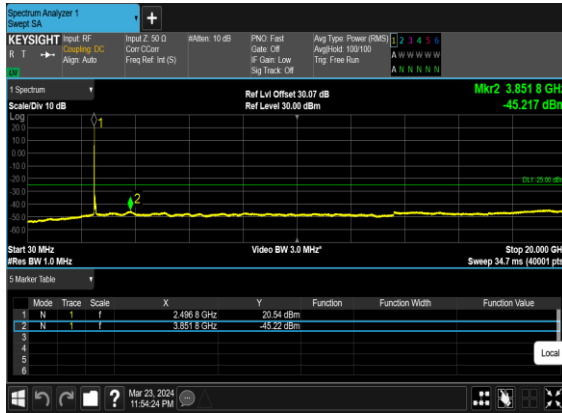 Spectrum Analyzer 1
Swept SA
+
KEYSIGHT Input: RF Input Z: 50 Ω #Atten: 10 dB PNO: Fast Avg Type: Power (RMS) 1 2 3 4 5 6
R T Coupling: DC Corr CCorr Gate: Off Avg|Hold: 100/100 A W W W W W
Align: Auto Freq Ref: Int (S) IF Gain: Low Trig: Free Run
Sig Track: Off A N N N N N
1 Spectrum Ref Lvl Offset 30.07 dB Mkr2 3.851 8 GHz
Scale/Div 10 dB Ref Level 30.00 dBm -45.217 dBm
Log
1
20.0
10.0
0.00
-10.0
-20.0 DL1 -25.00 dBm
-30.0
2
-40.0
-50.0
-60.0
Start 30 MHz Video BW 3.0 MHz* Stop 20.000 GHz
#Res BW 1.0 MHz Sweep 34.7 ms (40001 pts)
5 Marker Table
Mode Trace Scale X Y Function Function Width Function Value
1 N 1 f 2.496 8 GHz 20.54 dBm
2 N 1 f 3.851 8 GHz -45.22 dBm
3
4
5
6
Local
? Mar 23, 2024
11:54:24 PM